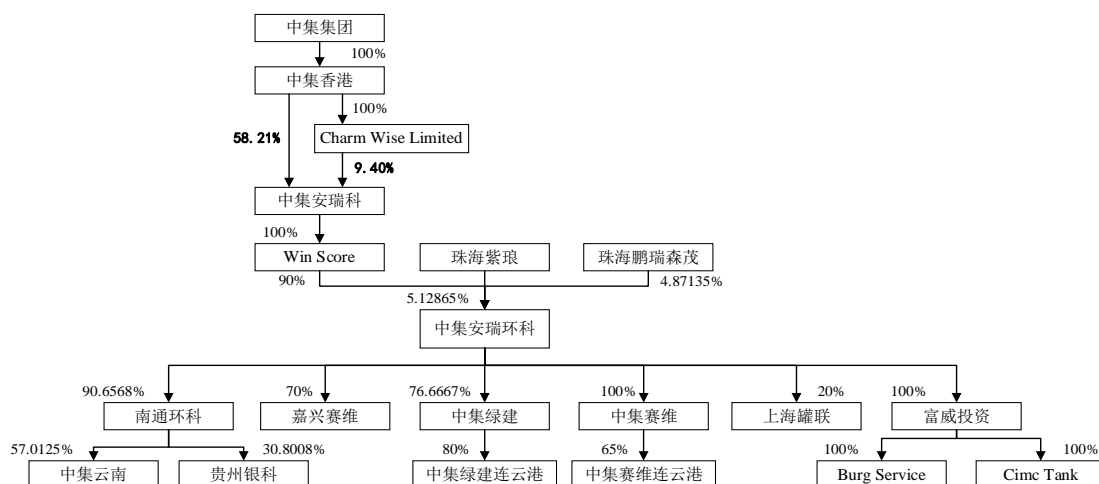 中集集团
100%
中集香港
100%
58.21%
Charm Wise Limited
9.40%
中集安瑞科
100%
Win Score
珠海紫琅
珠海鹏瑞森茂
90%
4.87135%
5.12865%
中集安瑞环科
90.6568%
70%
76.6667%
100%
20%
100%
南通环科
嘉兴赛维
中集绿建
中集赛维
上海罐联
富威投资
57.0125%
30.8008%
80%
65%
100%
100%
中集云南
贵州银科
中集绿建连云港
中集赛维连云港
Burg Service
Cimc Tank